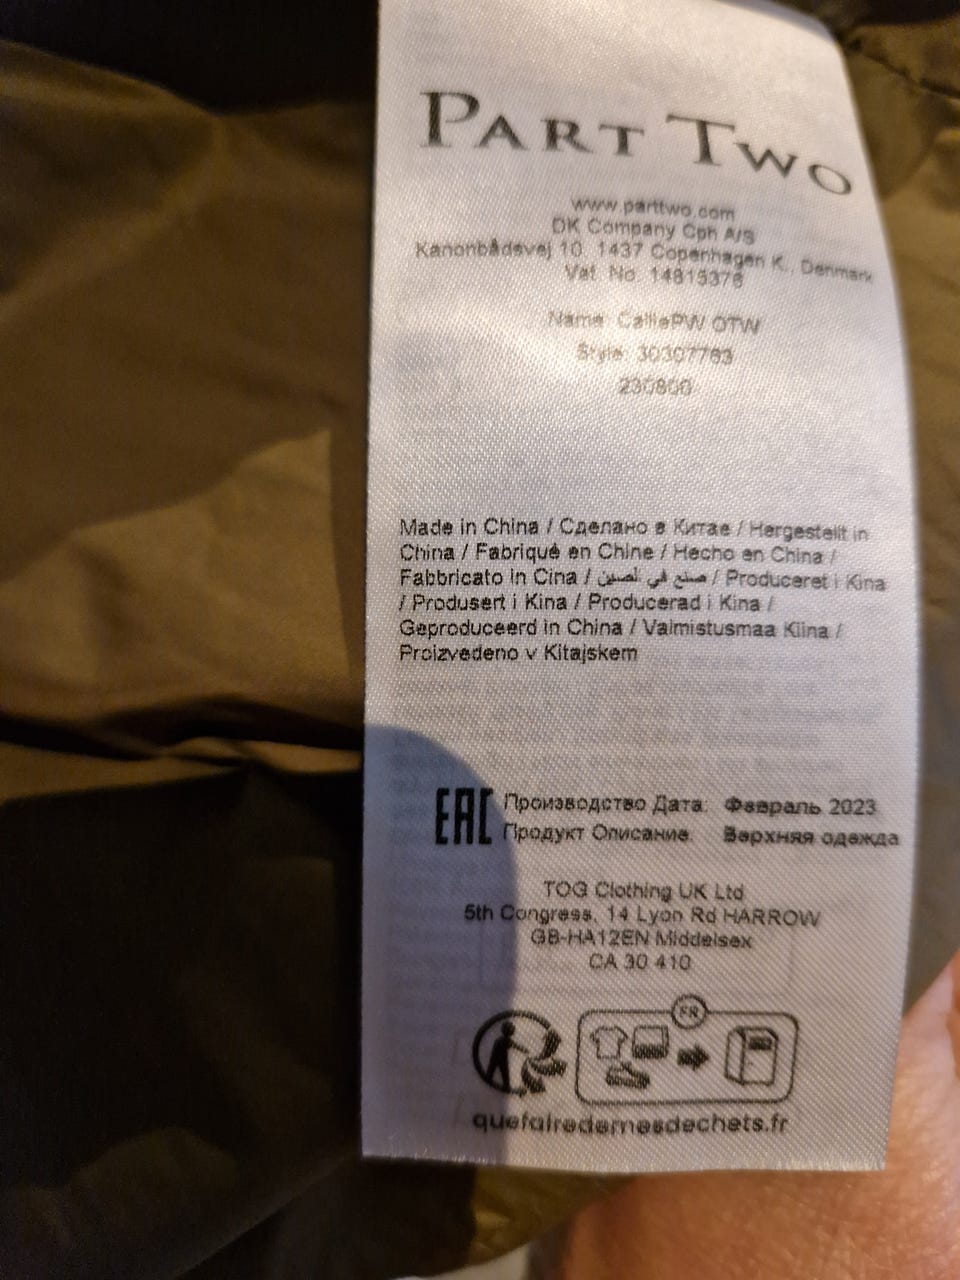 PART TWO
www.parttwo.com
DK Company Cph A/S
Kanonbådsvej 10, 1437 Copenhagen K., Denmark
Vat. No. 14815376
Name: CalliePW OTW
Style: 30307763
230800
Made in China / Сделано в Китае / Hergestellt in
China / Fabriqué en Chine / Hecho en China /
Fabbricato in Cina / صنع في الصين / Produceret i Kina
/ Produsert i Kina / Producerad i Kina /
Geproduceerd in China / Valmistusmaa Kiina /
Proizvedeno v Kitajskem
EAC Производство Дата: Февраль 2023
Продукт Описание: Верхняя одежда
TOG Clothing UK Ltd
5th Congress, 14 Lyon Rd HARROW
GB-HA12EN Middelsex
CA 30 410
FR
quefairedemesdechets.fr